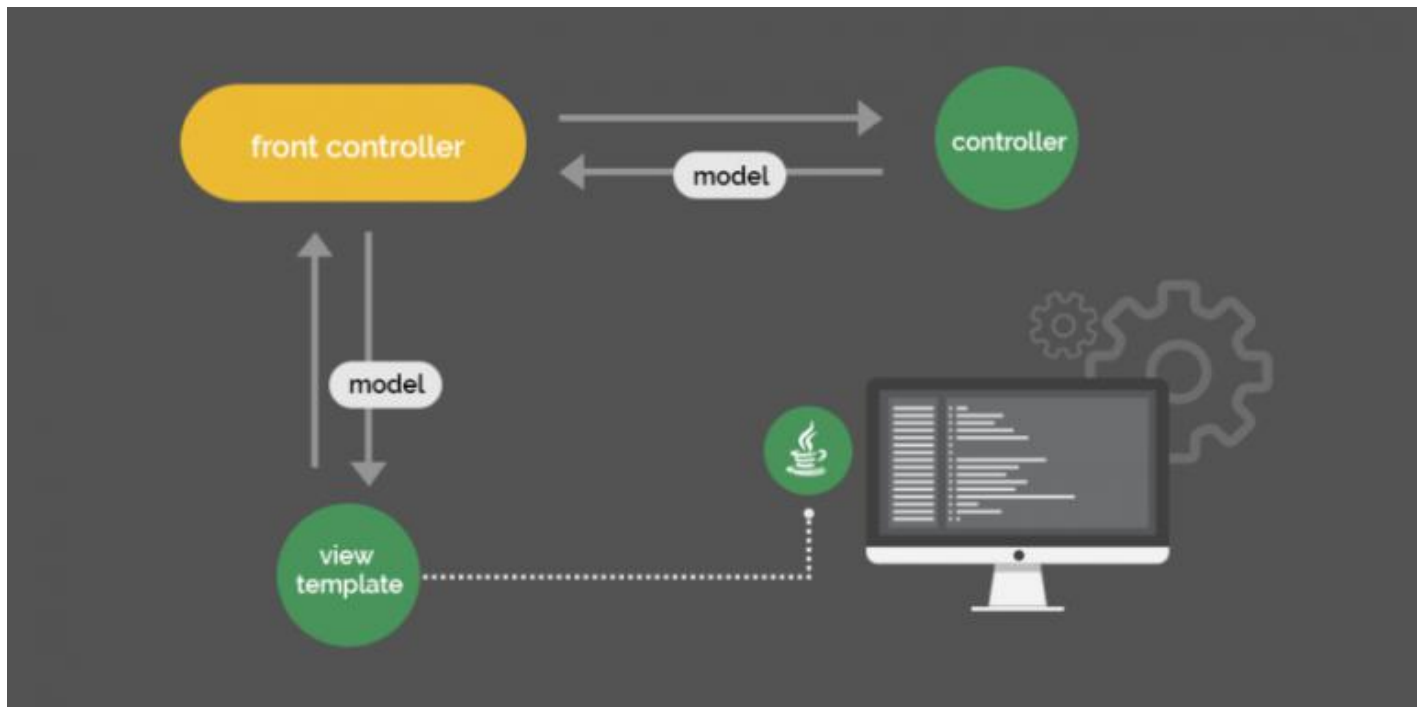 front controller
controller
model
model
view
template